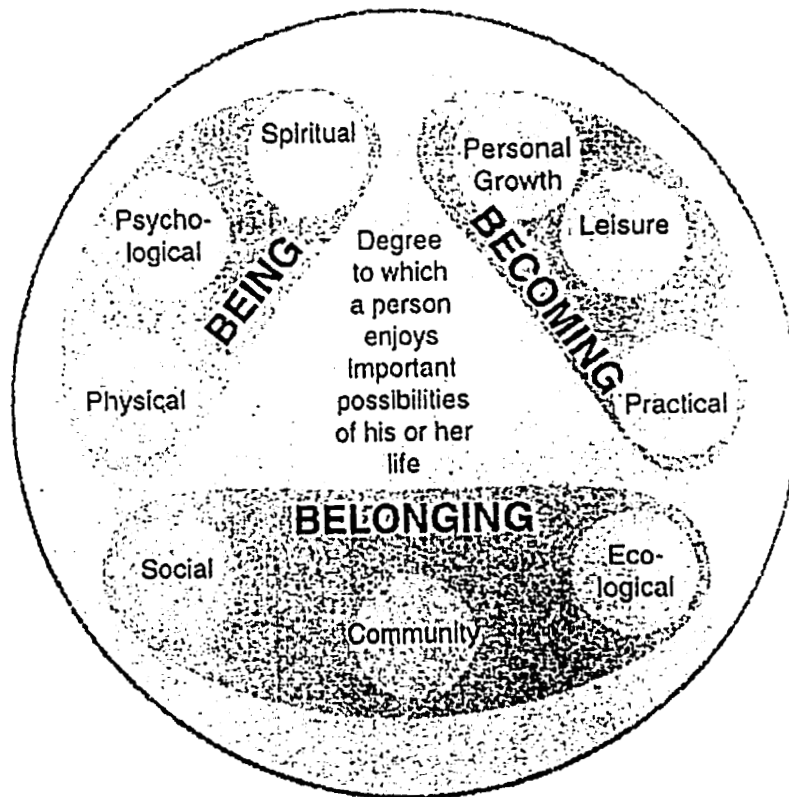 Spiritual
Psycho-
logical
Physical
BEING
Personal
Growth
Leisure
Practical
BECOMING
Degree
to which
a person
enjoys
important
possibilities
of his or her
life
BELONGING
Social
Community
Eco-
logical